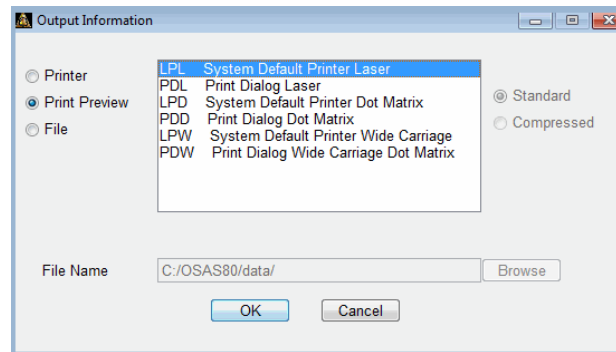 Output Information
Printer
Print Preview
File
LPL System Default Printer Laser
PDL Print Dialog Laser
LPD System Default Printer Dot Matrix
PDD Print Dialog Dot Matrix
LPW System Default Printer Wide Carriage
PDW Print Dialog Wide Carriage Dot Matrix
Standard
Compressed
File Name C:/OSAS80/data/ Browse
OK Cancel